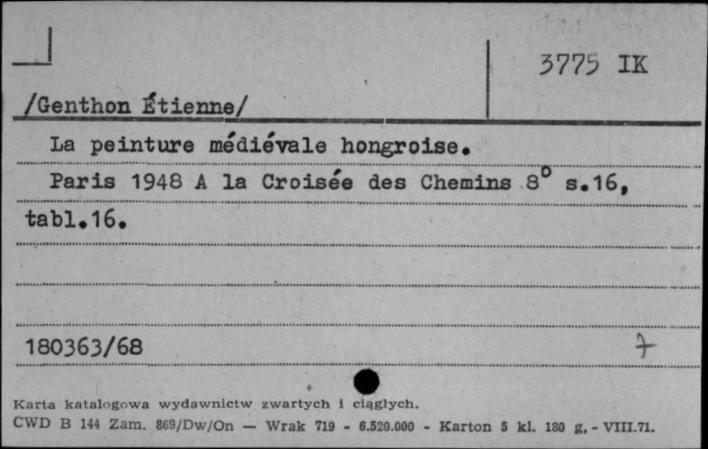 3775 IK
/Genthon Étienne/
La peinture médiévale hongroise.
Paris 1948 A la Croisée des Chemins 8° s.16,
tabl.16.
180363/68
7
Karta katalogowa wydawnictw zwartych i ciągłych.
CWD B 144 Zam. 869/Dw/On — Wrak 719 - 6.520.000 - Karton 5 kl. 180 g. - VIII.71.